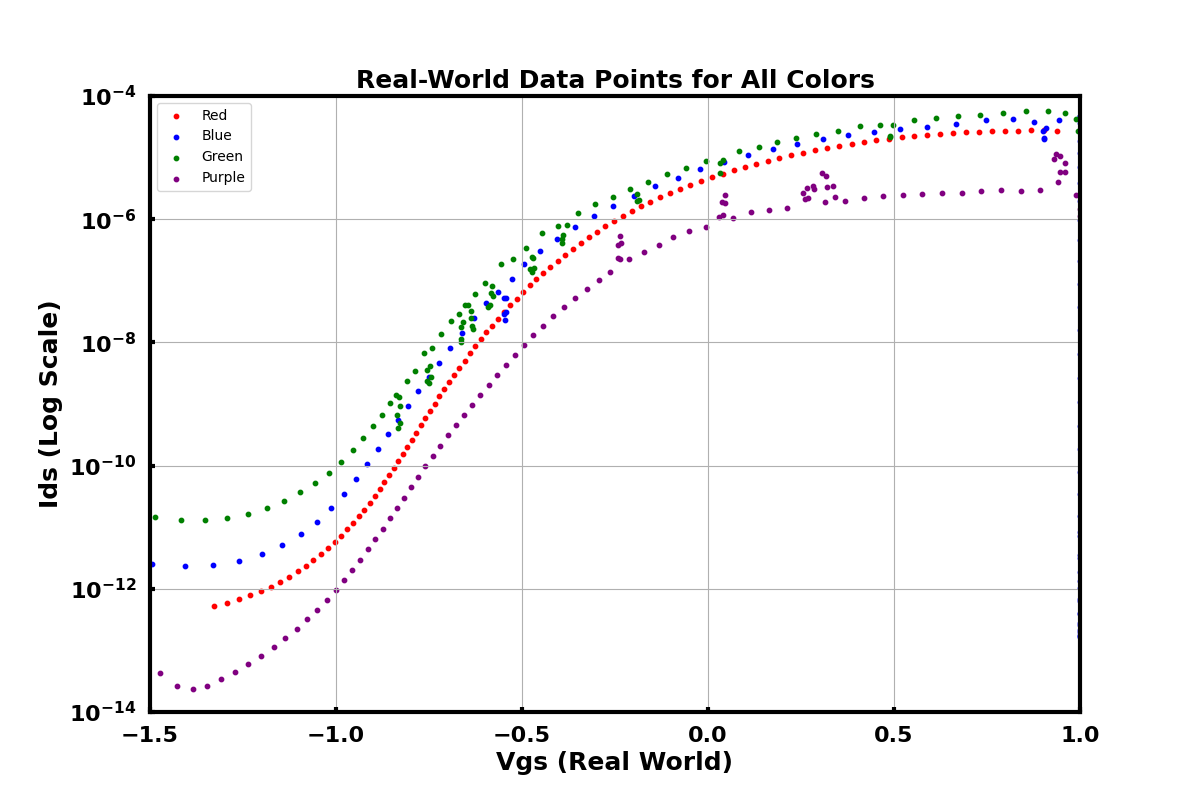 Real-World Data Points for All Colors
10⁻⁴
10⁻⁶
10⁻⁸
10⁻¹⁰
10⁻¹²
10⁻¹⁴
Ids (Log Scale)
Red
Blue
Green
Purple
−1.5 −1.0 −0.5 0.0 0.5 1.0
Vgs (Real World)